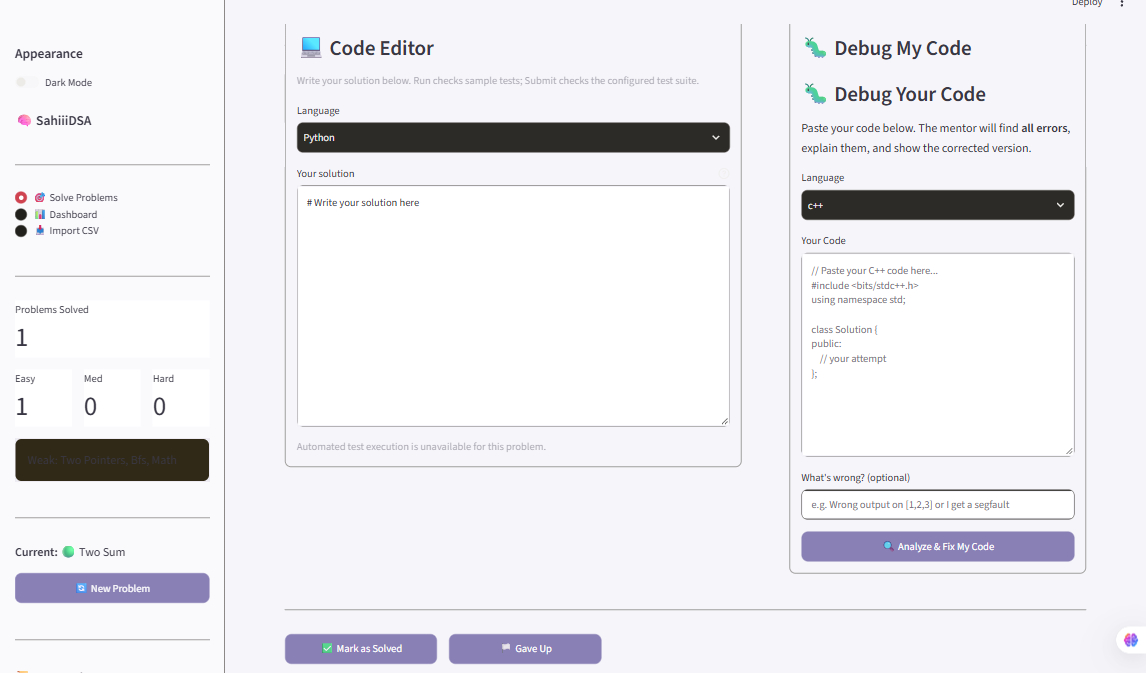 Deploy
Appearance
Dark Mode
SahiiiDSA
Solve Problems
Dashboard
Import CSV
Problems Solved
1
Easy
Med
Hard
1
0
0
Weak: Two Pointers, Bfs, Math
Current: Two Sum
New Problem
Code Editor
Write your solution below. Run checks sample tests; Submit checks the configured test suite.
Language
Python
Your solution
# Write your solution here
Automated test execution is unavailable for this problem.
Debug My Code
Debug Your Code
Paste your code below. The mentor will find all errors,
explain them, and show the corrected version.
Language
c++
Your Code
// Paste your C++ code here...
#include <bits/stdc++.h>
using namespace std;
class Solution {
public:
// your attempt
};
What's wrong? (optional)
e.g. Wrong output on [1,2,3] or I get a segfault
Analyze & Fix My Code
Mark as Solved
Gave Up